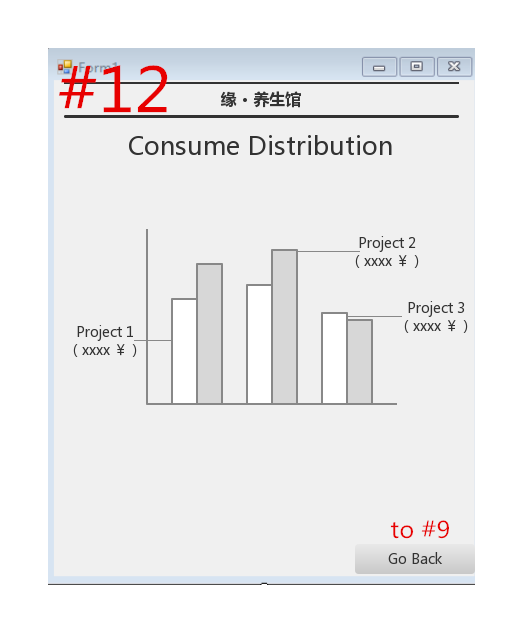 Form1
#12
缘·养生馆
Consume Distribution
Project 2
( xxxx ￥ )
Project 3
( xxxx ￥ )
Project 1
( xxxx ￥ )
to #9
Go Back